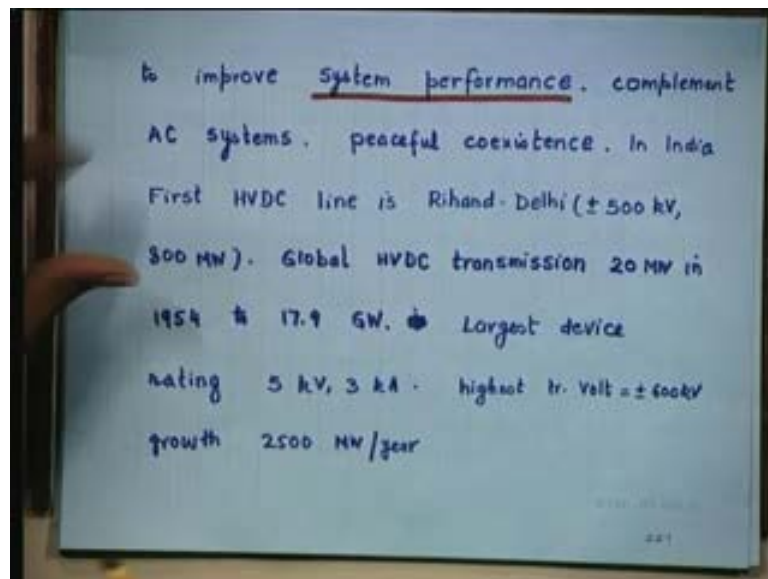 to improve system performance. complement
AC systems. peaceful coexistence. In India
First HVDC line is Rihand-Delhi (± 500 kV,
800 MW). Global HVDC transmission 20 MW in
1954 to 17.9 GW. Largest device
rating 5 kV, 3 kA. highest tr. Volt = ± 600kV
growth 2500 MW/year